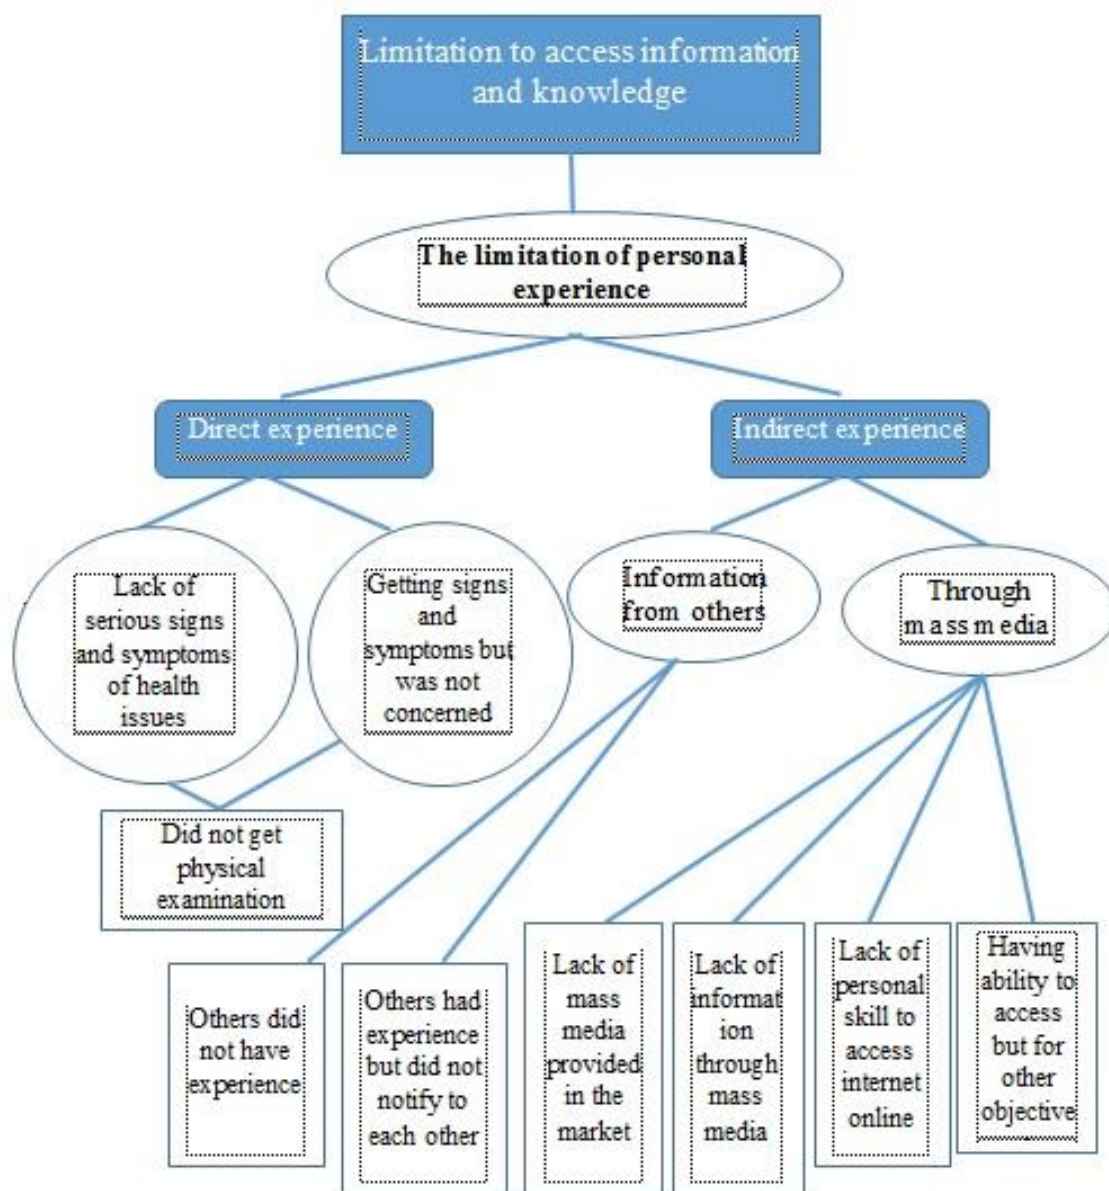 Limitation to access information
and knowledge
The limitation of personal
experience
Direct experience
Indirect experience
Lack of
serious signs
and symptoms
of health
issues
Getting signs
and
symptoms but
was not
concerned
Information
from others
Through
mass media
Did not get
physical
examination
Others did
not have
experience
Others had
experience
but did not
notify to
each other
Lack of
mass
media
provided
in the
market
Lack of
informat
ion
through
mass
media
Lack of
personal
skill to
access
internet
online
Having
ability to
access
but for
other
objective